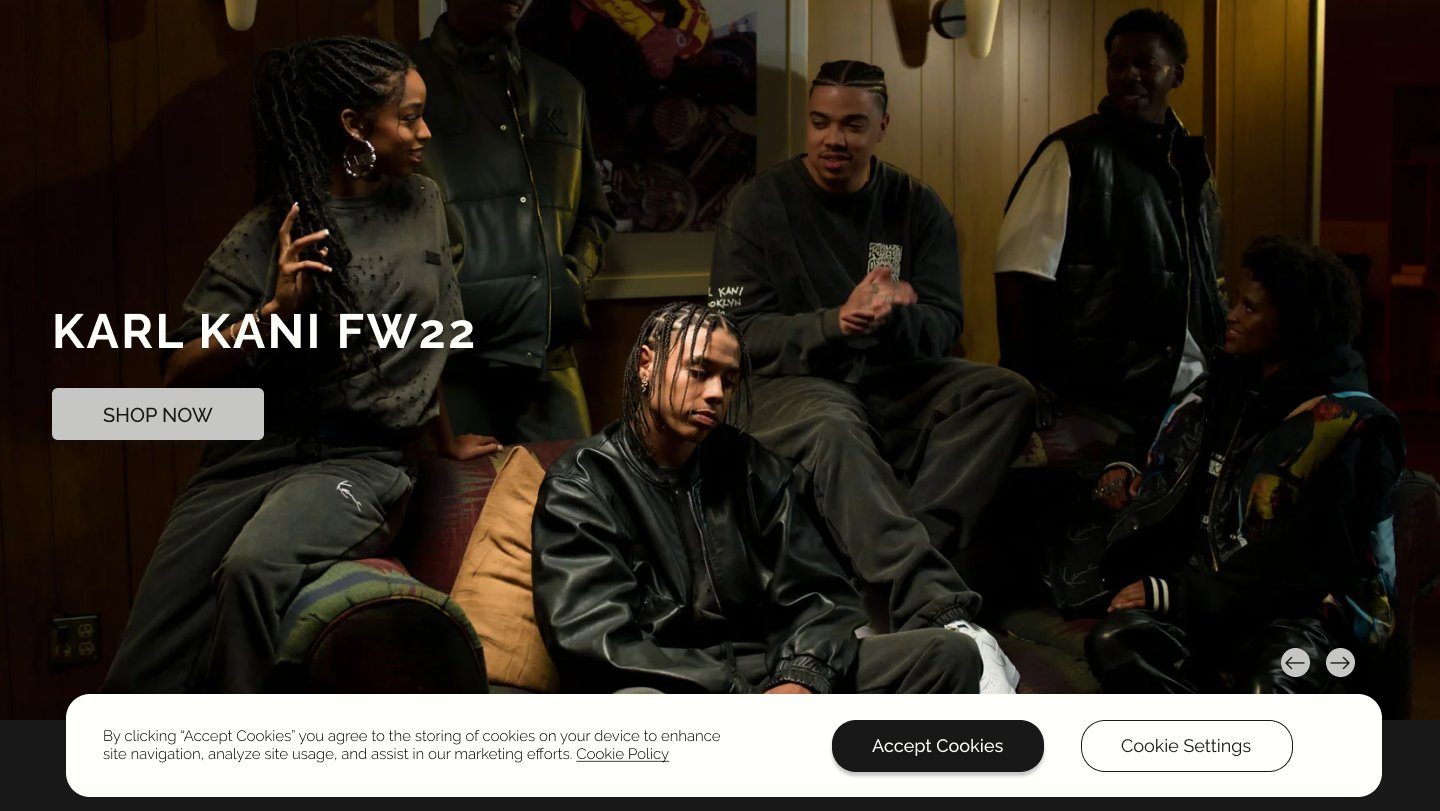 L KANI
OKLYN
KARL KANI FW22
SHOP NOW
By clicking “Accept Cookies” you agree to the storing of cookies on your device to enhance
site navigation, analyze site usage, and assist in our marketing efforts. Cookie Policy
Accept Cookies
Cookie Settings